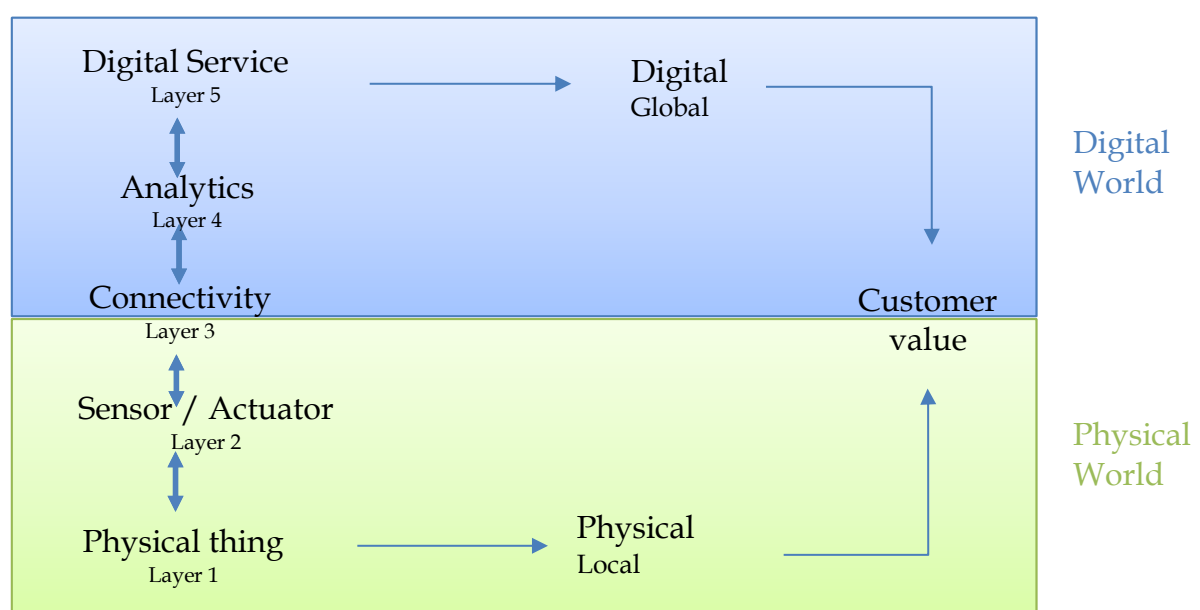 Digital Service
Layer 5
Digital
Global
Digital
World
Analytics
Layer 4
Connectivity
Layer 3
Customer
value
Sensor / Actuator
Layer 2
Physical
World
Physical thing
Layer 1
Physical
Local